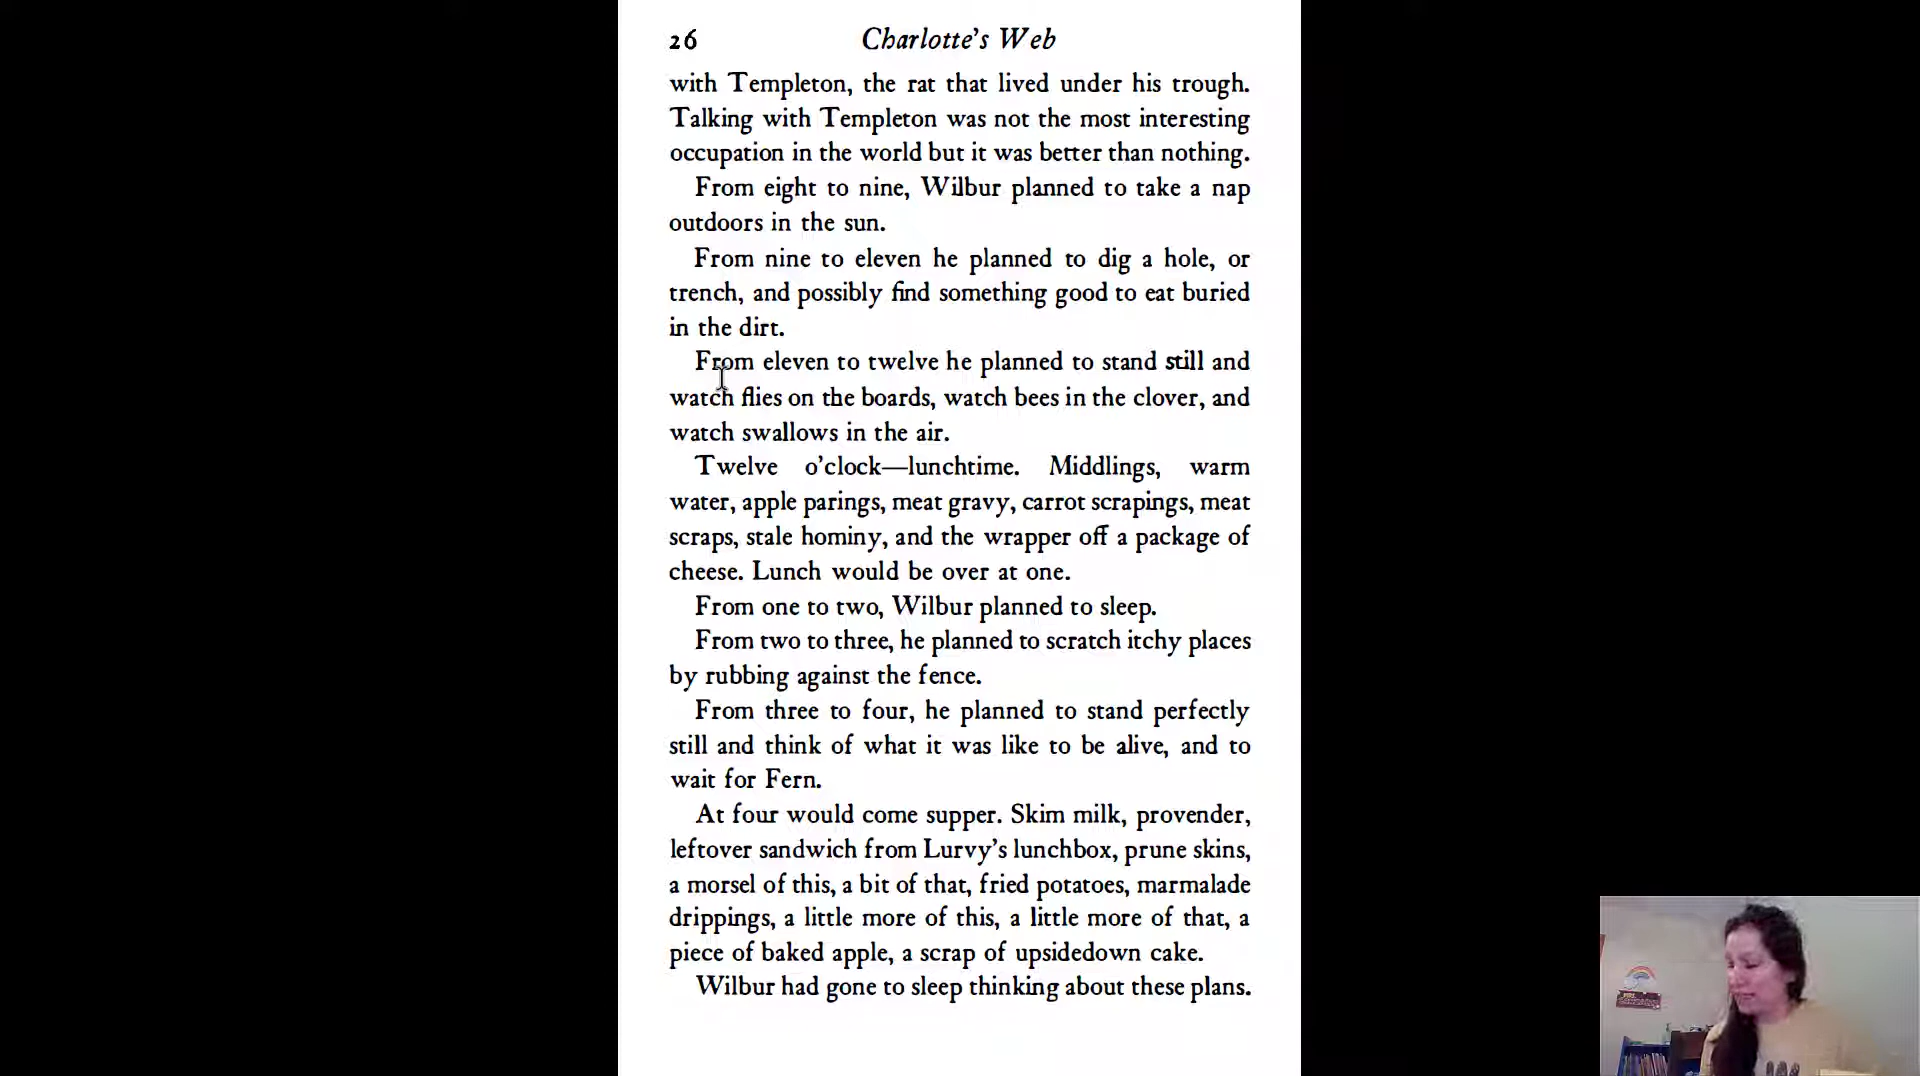 26
Charlotte's Web
with Templeton, the rat that lived under his trough.
Talking with Templeton was not the most interesting
occupation in the world but it was better than nothing.
From eight to nine, Wilbur planned to take a nap
outdoors in the sun.
From nine to eleven he planned to dig a hole, or
trench, and possibly find something good to eat buried
in the dirt.
From eleven to twelve he planned to stand still and
watch flies on the boards, watch bees in the clover, and
watch swallows in the air.
Twelve o'clock—lunchtime. Middlings, warm
water, apple parings, meat gravy, carrot scrapings, meat
scraps, stale hominy, and the wrapper off a package of
cheese. Lunch would be over at one.
From one to two, Wilbur planned to sleep.
From two to three, he planned to scratch itchy places
by rubbing against the fence.
From three to four, he planned to stand perfectly
still and think of what it was like to be alive, and to
wait for Fern.
At four would come supper. Skim milk, provender,
leftover sandwich from Lurvy's lunchbox, prune skins,
a morsel of this, a bit of that, fried potatoes, marmalade
drippings, a little more of this, a little more of that, a
piece of baked apple, a scrap of upsidedown cake.
Wilbur had gone to sleep thinking about these plans.